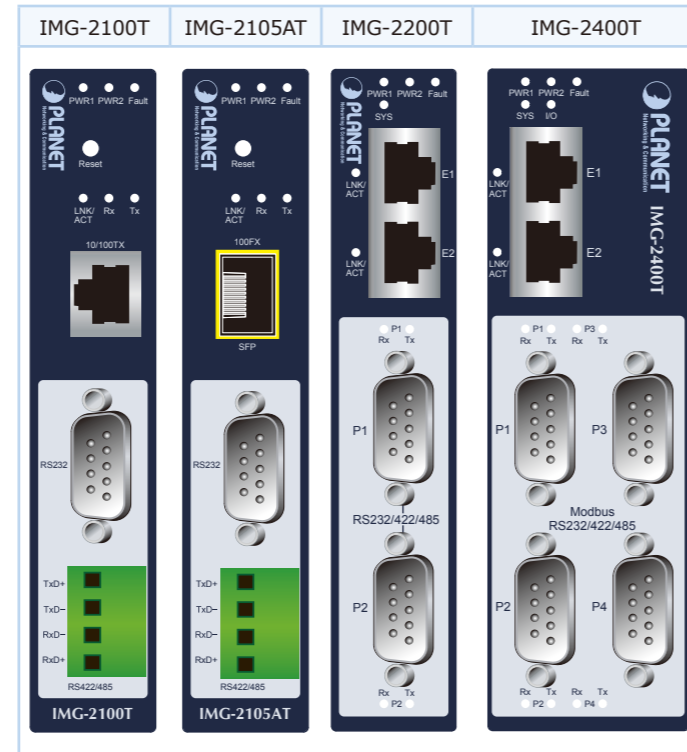 IMG-2100T
IMG-2105AT
IMG-2200T
IMG-2400T
PLANET
Networking & Communication
PWR1 PWR2 Fault
Reset
LNK/ACT Rx Tx
10/100TX
RS232
TxD+
TxD−
RxD−
RxD+
RS422/485
IMG-2100T
PLANET
Networking & Communication
PWR1 PWR2 Fault
Reset
LNK/ACT Rx Tx
100FX
SFP
RS232
TxD+
TxD−
RxD−
RxD+
RS422/485
IMG-2105AT
PLANET
Networking & Communication
PWR1 PWR2 Fault
SYS
E1
LNK/ACT
E2
LNK/ACT
P1
Rx Tx
P1
RS232/422/485
P2
Rx Tx
P2
PWR1 PWR2 Fault
SYS I/O
PLANET
Networking & Communication
IMG-2400T
E1
LNK/ACT
E2
LNK/ACT
P1 P3
Rx Tx Rx Tx
P1 P3
Modbus
RS232/422/485
P2 P4
Rx Tx Rx Tx
P2 P4